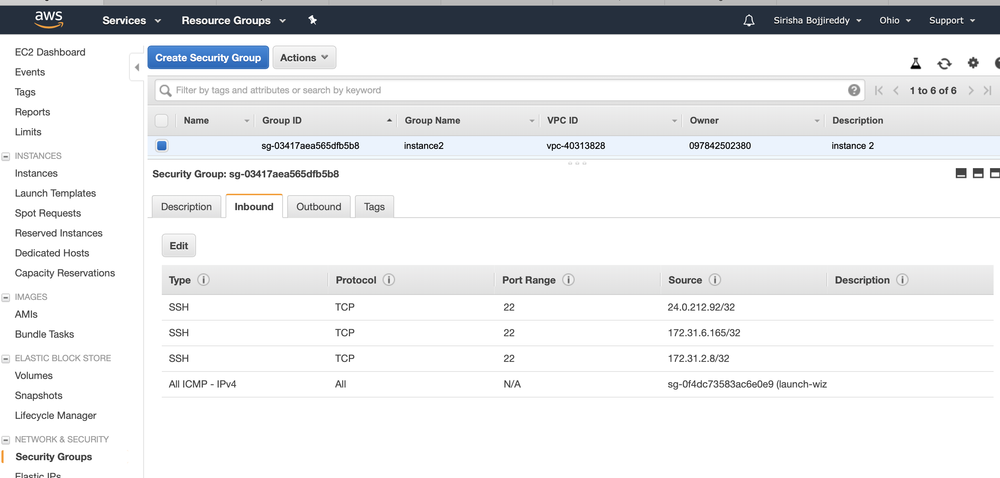 aws Services Resource Groups Sirisha Bojjireddy Ohio Support
EC2 Dashboard
Events
Tags
Reports
Limits
INSTANCES
Instances
Launch Templates
Spot Requests
Reserved Instances
Dedicated Hosts
Capacity Reservations
IMAGES
AMIs
Bundle Tasks
ELASTIC BLOCK STORE
Volumes
Snapshots
Lifecycle Manager
NETWORK & SECURITY
Security Groups
Elastic IPs
Create Security Group Actions
Filter by tags and attributes or search by keyword 1 to 6 of 6
Name Group ID Group Name VPC ID Owner Description
sg-03417aea565dfb5b8 instance2 vpc-40313828 097842502380 instance 2
Security Group: sg-03417aea565dfb5b8
Description Inbound Outbound Tags
Edit
Type Protocol Port Range Source Description
SSH TCP 22 24.0.212.92/32
SSH TCP 22 172.31.6.165/32
SSH TCP 22 172.31.2.8/32
All ICMP - IPv4 All N/A sg-0f4dc73583ac6e0e9 (launch-wiz